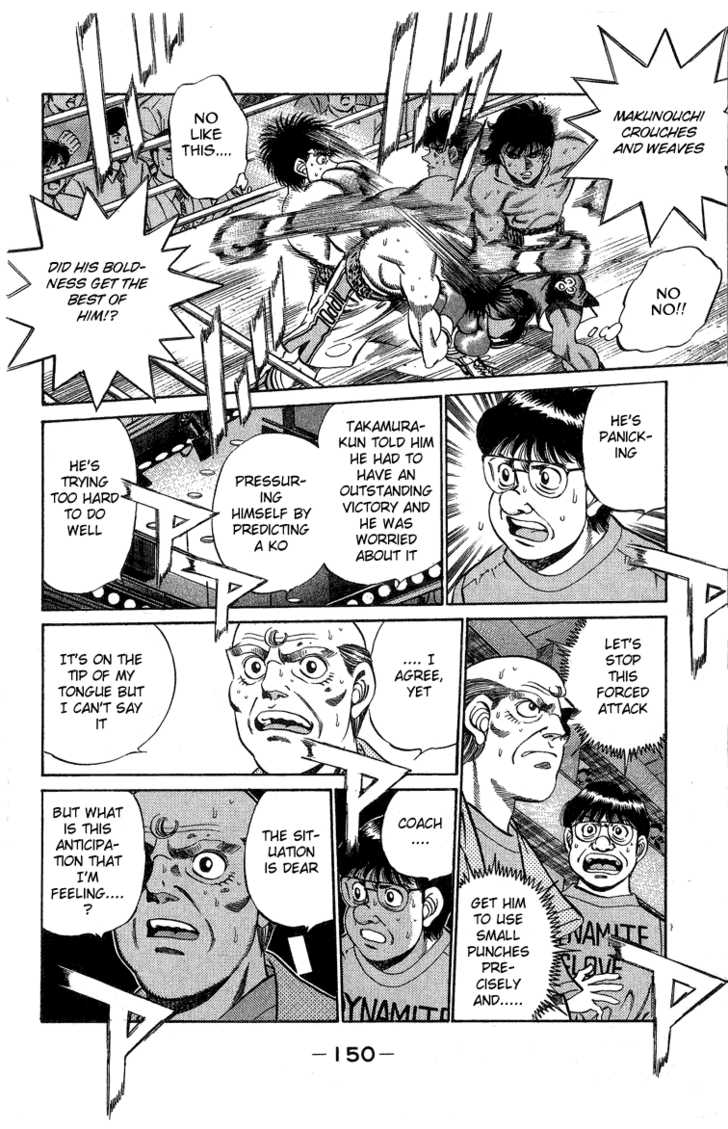 NO
LIKE
THIS....
MAKUNOUCHI
CROUCHES
AND WEAVES
DID HIS BOLD-
NESS GET THE
BEST OF
HIM!?
NO
NO!!
HE'S
TRYING
TOO HARD
TO DO
WELL
PRESSUR-
ING
HIMSELF BY
PREDICTING
A KO
TAKAMURA-
KUN TOLD HIM
HE HAD TO
HAVE AN
OUTSTANDING
VICTORY AND
HE WAS
WORRIED
ABOUT IT
HE'S
PANICK-
ING
IT'S ON THE
TIP OF MY
TONGUE BUT
I CAN'T SAY
IT
.... I
AGREE,
YET
LET'S
STOP
THIS
FORCED
ATTACK
GET HIM
TO USE
SMALL
PUNCHES
PRE-
CISELY
AND.....
YNAMITE
GLOVE
BUT WHAT
IS THIS
ANTICIPA-
TION THAT
I'M
FEELING....
?
THE SIT-
UATION
IS DEAR
COACH
....
DYNAMITE
–150–